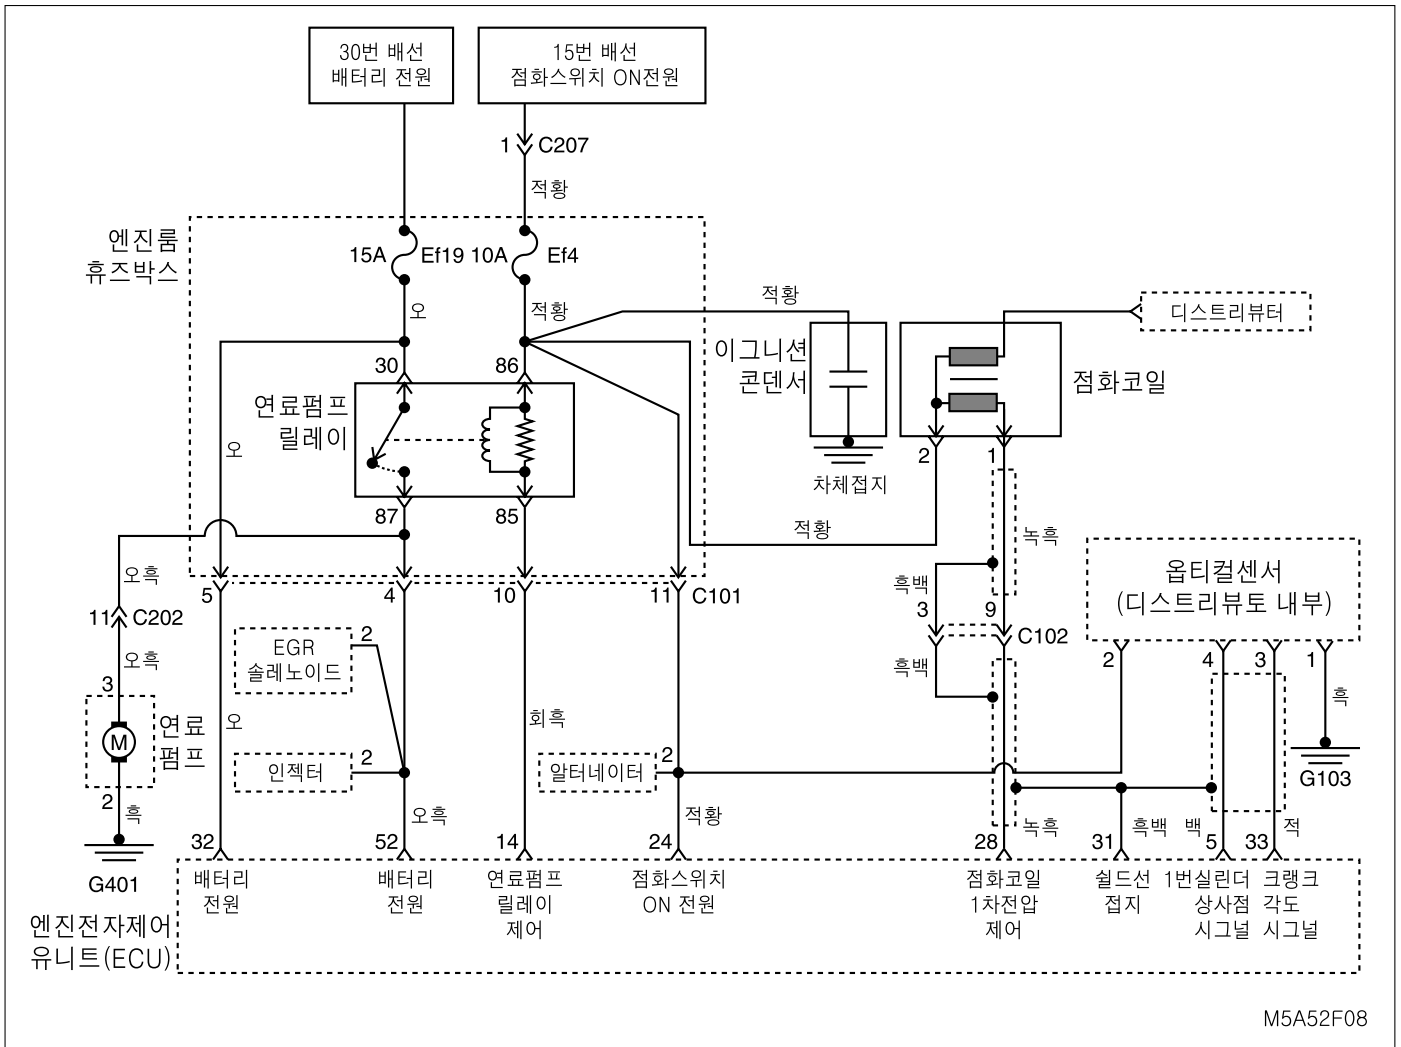 30번 배선
배터리 전원
15번 배선
점화스위치 ON전원
1
C207
적황
엔진룸
휴즈박스
15A
Ef19
10A
Ef4
오
적황
적황
디스트리뷰터
이그니션
콘덴서
점화코일
30
86
연료펌프
릴레이
오
2
1
차체접지
87
85
적황
녹흑
옵티컬센서
(디스트리뷰토 내부)
오흑
흑백
5
4
10
11
C101
3
9
11
C202
C102
EGR
솔레노이드
2
오흑
흑백
2
4
3
1
3
흑
연료
펌프
M
오
회흑
인젝터
2
알터네이터
2
G103
2
흑
오흑
적황
녹흑
흑백
백
적
32
52
14
24
28
31
5
33
G401
배터리
전원
배터리
전원
연료펌프
릴레이
제어
점화스위치
ON 전원
점화코일
1차전압
제어
쉴드선
접지
1번실린더
상사점
시그널
크랭크
각도
시그널
엔진전자제어
유니트(ECU)
M5A52F08